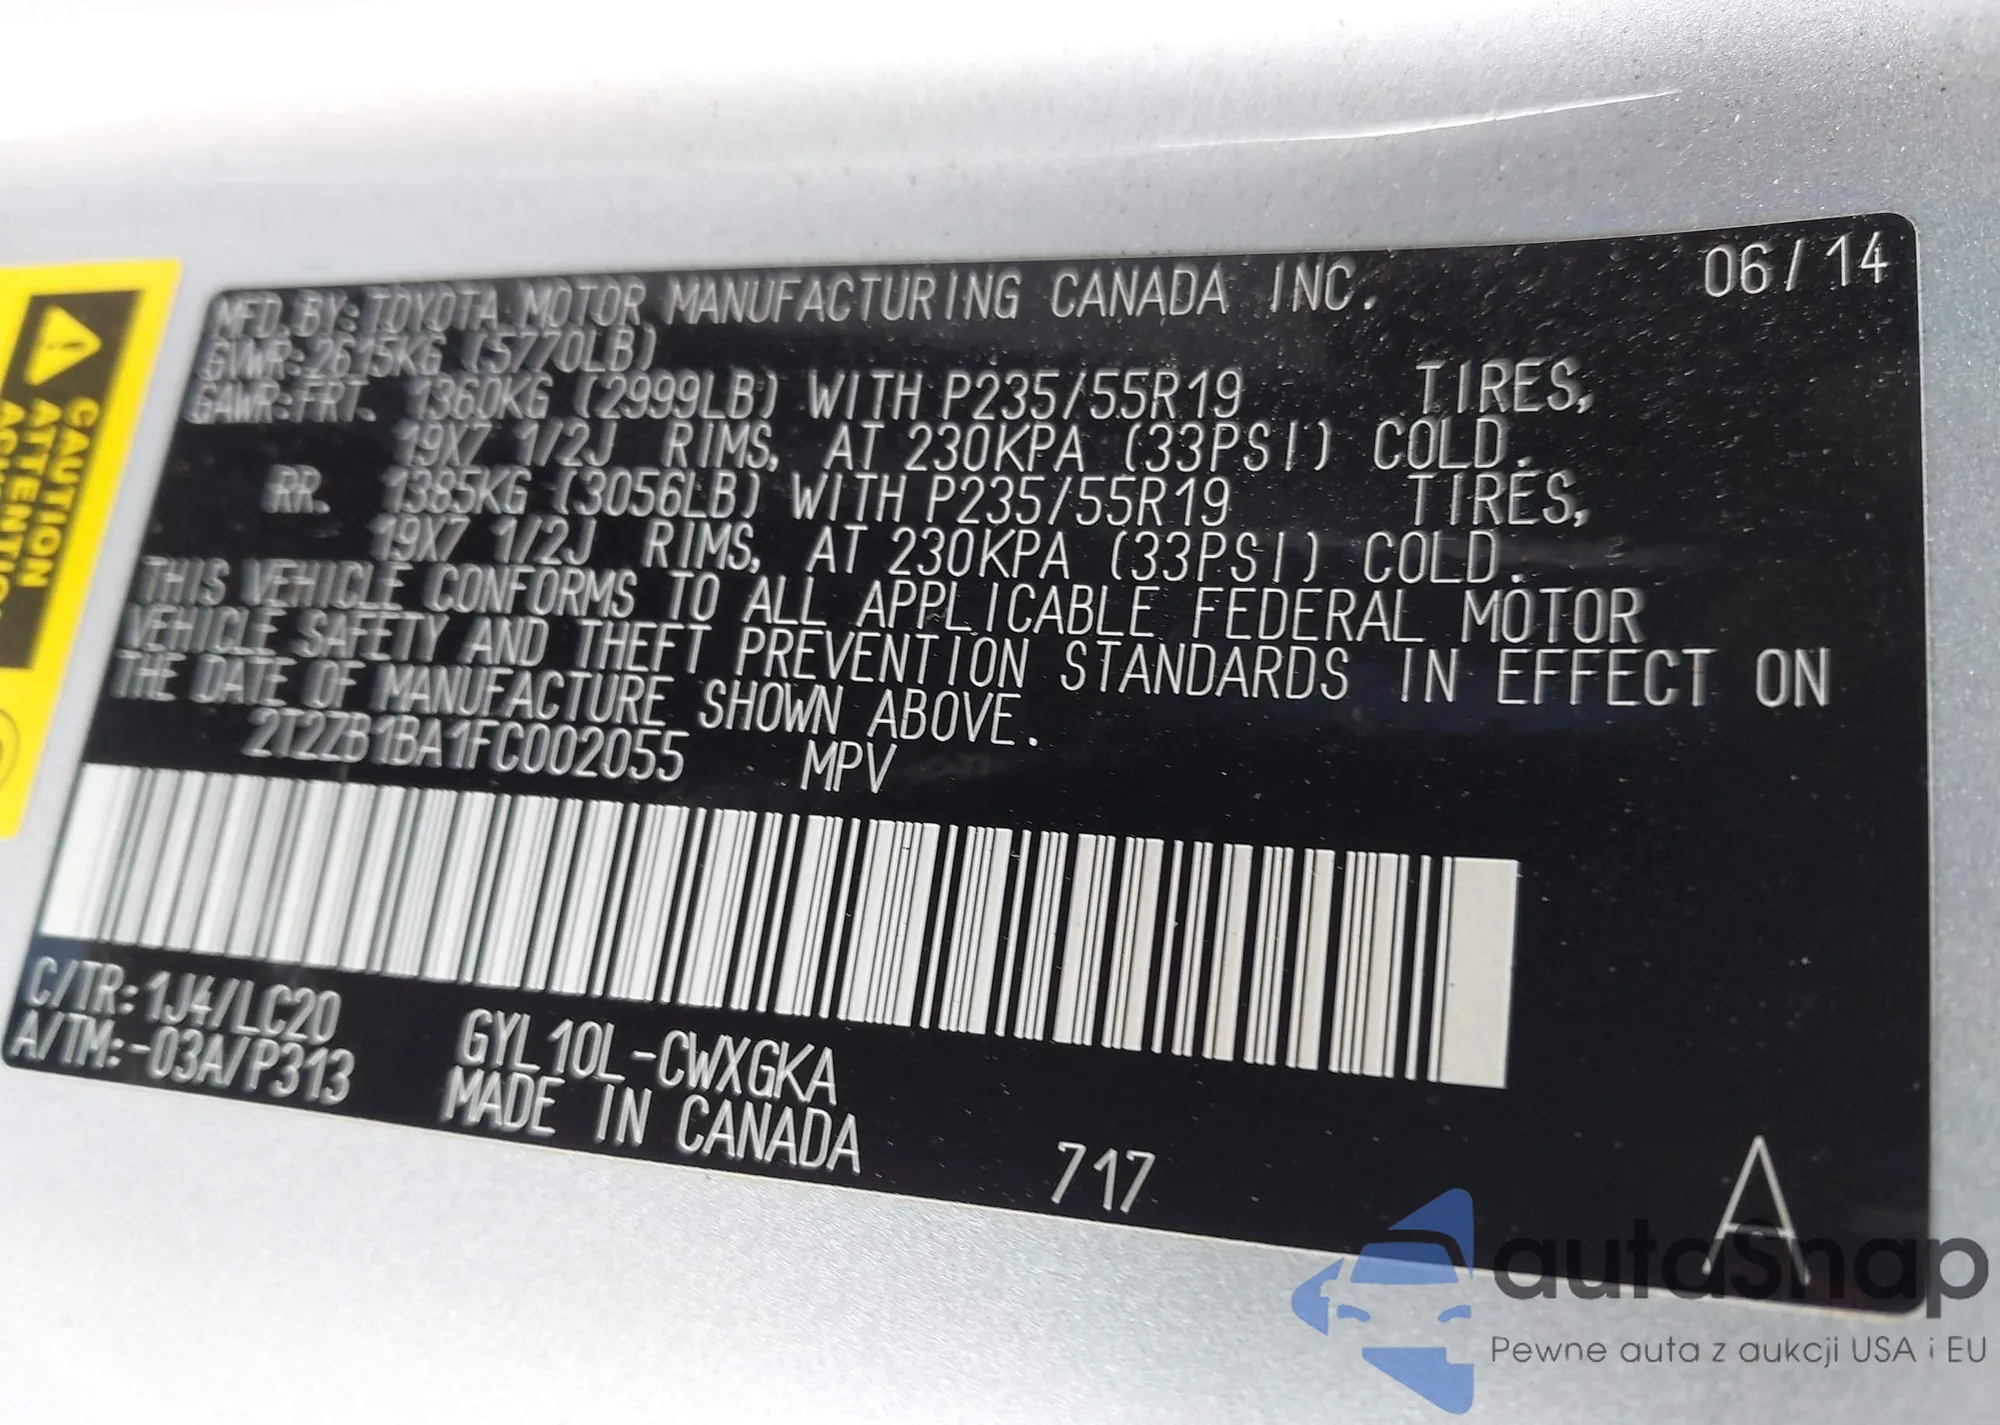 06/14
MFD. BY: TOYOTA MOTOR MANUFACTURING CANADA INC.
GVWR: 2615KG (5770LB)
GAWR: FRT. 1360KG (2999LB) WITH P235/55R19 TIRES,
19X7 1/2J RIMS, AT 230KPA (33PSI) COLD.
RR. 1385KG (3056LB) WITH P235/55R19 TIRES,
19X7 1/2J RIMS, AT 230KPA (33PSI) COLD.
THIS VEHICLE CONFORMS TO ALL APPLICABLE FEDERAL MOTOR
VEHICLE SAFETY AND THEFT PREVENTION STANDARDS IN EFFECT ON
THE DATE OF MANUFACTURE SHOWN ABOVE.
2T2ZB1BA1FC002055 MPV
C/TR: 1J4/LC20
A/TM: -03A/P313
GYL10L-CWXGKA
MADE IN CANADA
717
A
CAUTION
ATTENTION
autoSnap
Pewne auta z aukcji USA i EU